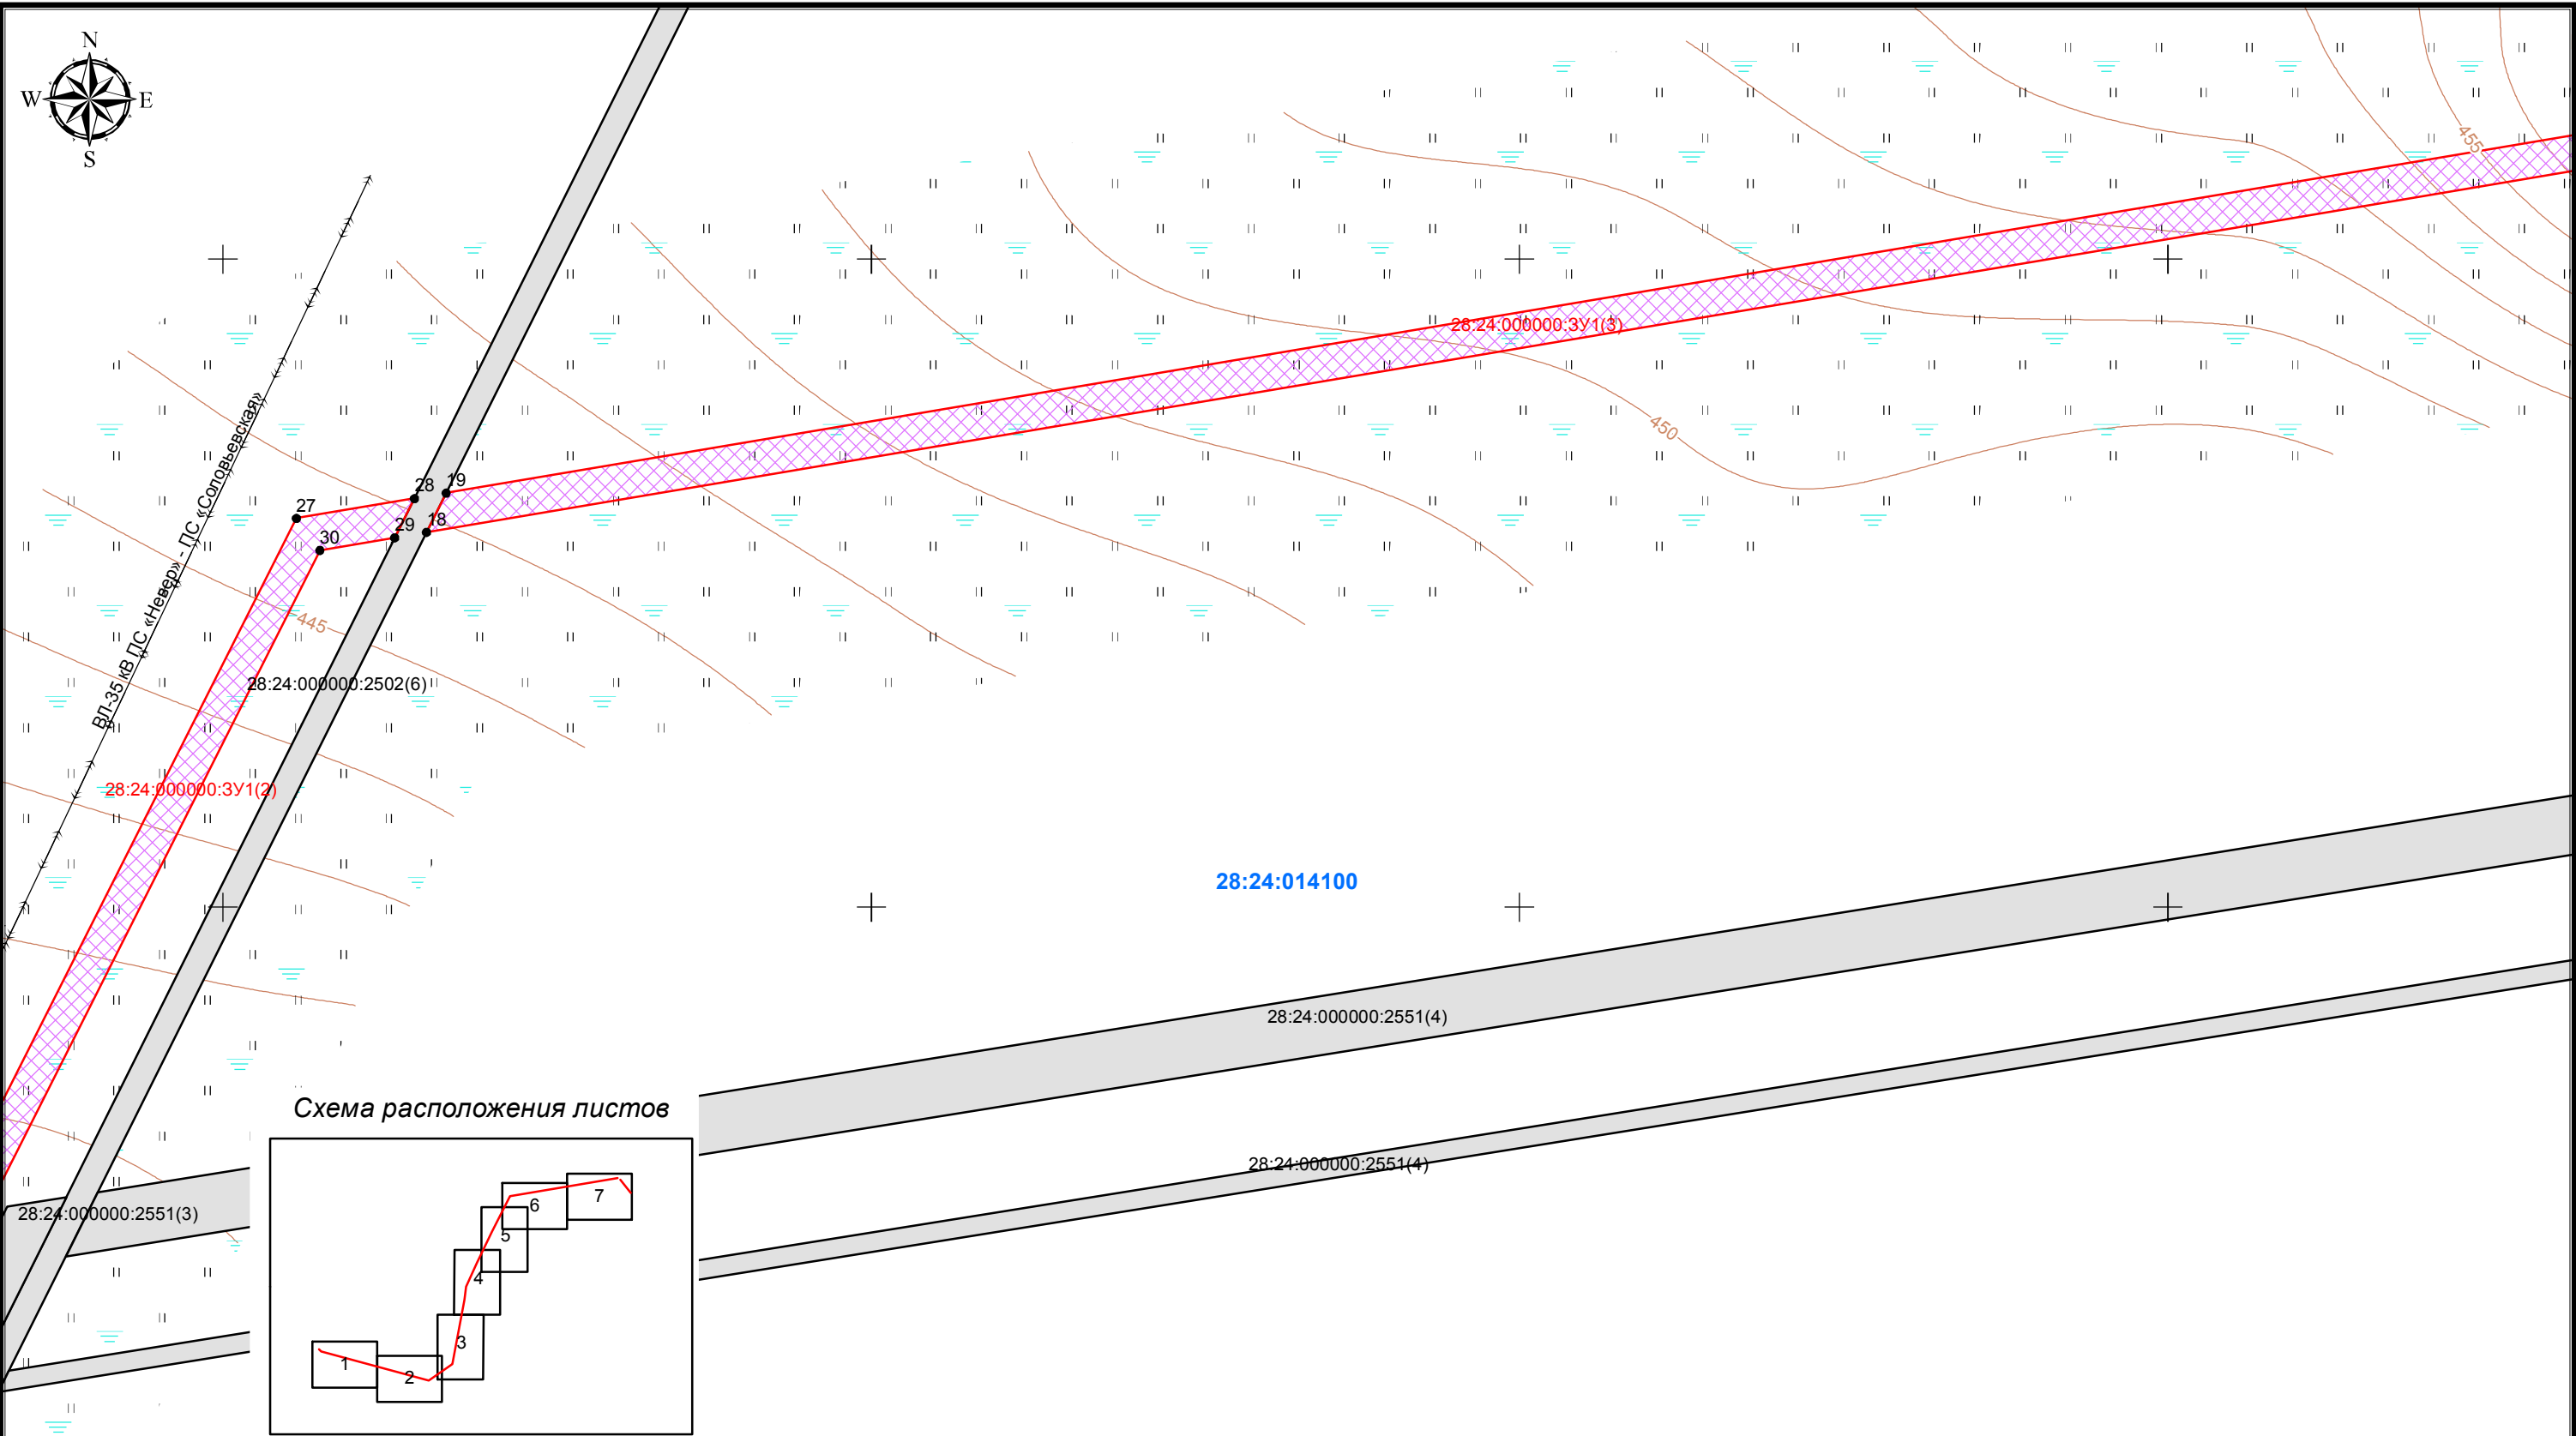 N
W E
S
455
28:24:000000:ЗУ1(3)
450
ВЛ-35 кВ ПС «Невер» - ПС «Соловьевская»
28 19
27
29 18
30
445
28:24:000000:2502(6)
28:24:000000:ЗУ1(2)
28:24:014100
28:24:000000:2551(4)
28:24:000000:2551(4)
28:24:000000:2551(3)
Схема расположения листов
7
6
5
4
3
1
2